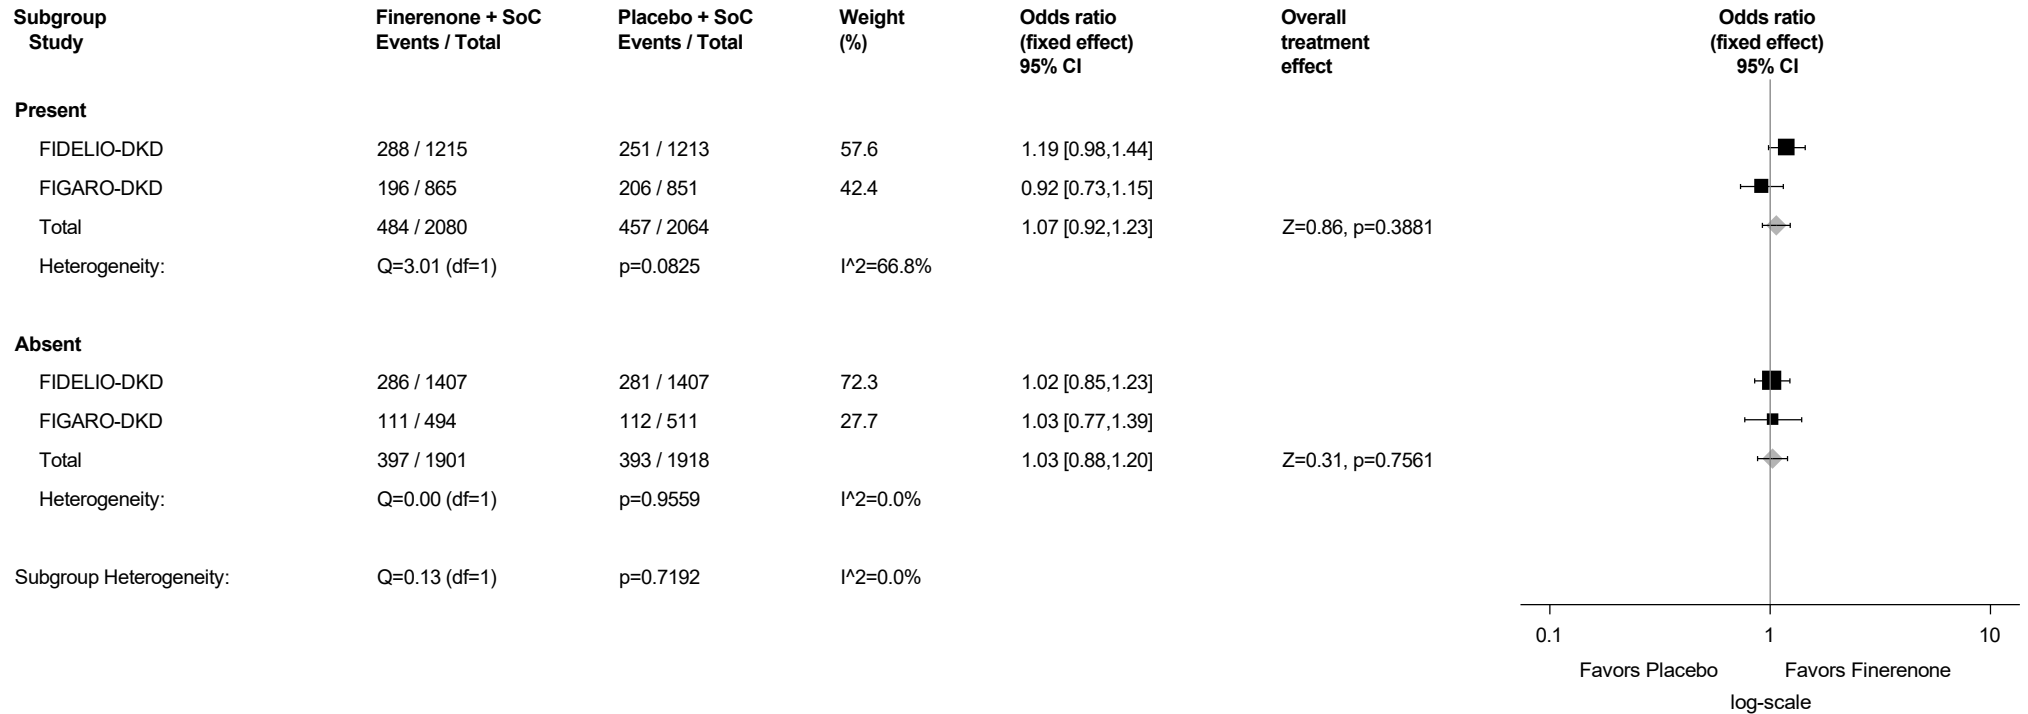 Subgroup Finerenone + SoC Placebo + SoC Weight Odds ratio Overall Odds ratio
Study Events / Total Events / Total (%) (fixed effect) treatment (fixed effect)
95% CI effect 95% CI
Present
FIDELIO-DKD 288 / 1215 251 / 1213 57.6 1.19 [0.98,1.44]
FIGARO-DKD 196 / 865 206 / 851 42.4 0.92 [0.73,1.15]
Total 484 / 2080 457 / 2064 1.07 [0.92,1.23] Z=0.86, p=0.3881
Heterogeneity: Q=3.01 (df=1) p=0.0825 I^2=66.8%
Absent
FIDELIO-DKD 286 / 1407 281 / 1407 72.3 1.02 [0.85,1.23]
FIGARO-DKD 111 / 494 112 / 511 27.7 1.03 [0.77,1.39]
Total 397 / 1901 393 / 1918 1.03 [0.88,1.20] Z=0.31, p=0.7561
Heterogeneity: Q=0.00 (df=1) p=0.9559 I^2=0.0%
Subgroup Heterogeneity: Q=0.13 (df=1) p=0.7192 I^2=0.0%
0.1 1 10
Favors Placebo Favors Finerenone
log-scale